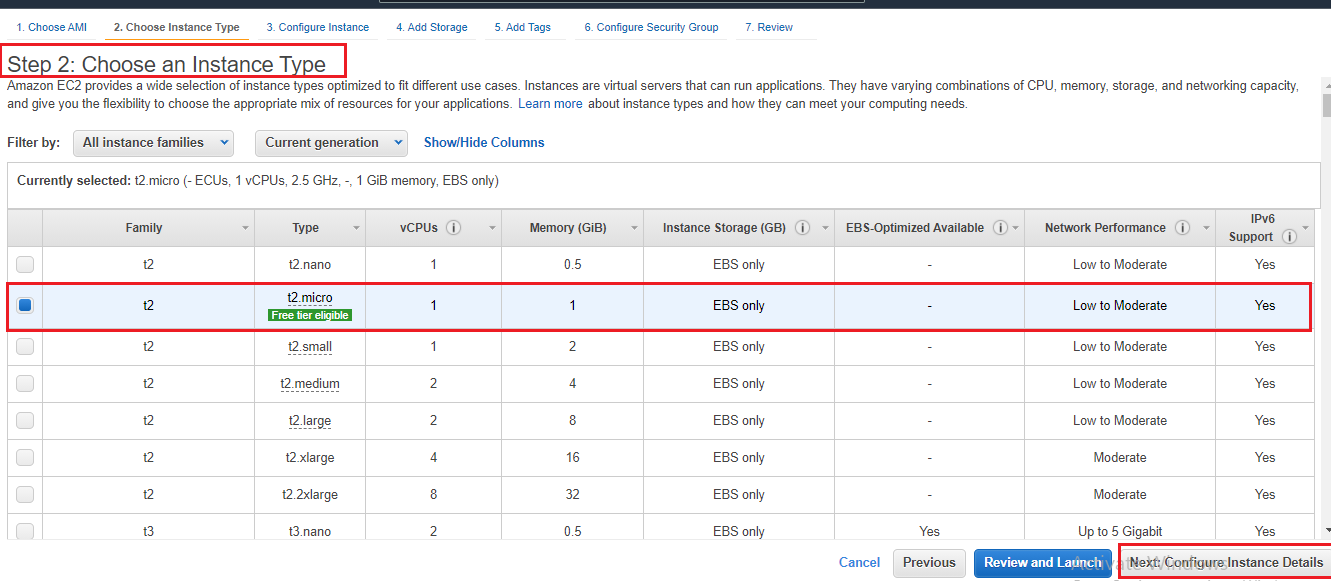 1. Choose AMI 2. Choose Instance Type 3. Configure Instance 4. Add Storage 5. Add Tags 6. Configure Security Group 7. Review
Step 2: Choose an Instance Type
Amazon EC2 provides a wide selection of instance types optimized to fit different use cases. Instances are virtual servers that can run applications. They have varying combinations of CPU, memory, storage, and networking capacity,
and give you the flexibility to choose the appropriate mix of resources for your applications. Learn more about instance types and how they can meet your computing needs.
Filter by: All instance families Current generation Show/Hide Columns
Currently selected: t2.micro (- ECUs, 1 vCPUs, 2.5 GHz, -, 1 GiB memory, EBS only)
Family Type vCPUs i Memory (GiB) Instance Storage (GB) i EBS-Optimized Available i Network Performance i IPv6
Support i
t2 t2.nano 1 0.5 EBS only - Low to Moderate Yes
t2 t2.micro 1 1 EBS only - Low to Moderate Yes
Free tier eligible
t2 t2.small 1 2 EBS only - Low to Moderate Yes
t2 t2.medium 2 4 EBS only - Low to Moderate Yes
t2 t2.large 2 8 EBS only - Low to Moderate Yes
t2 t2.xlarge 4 16 EBS only - Moderate Yes
t2 t2.2xlarge 8 32 EBS only - Moderate Yes
t3 t3.nano 2 0.5 EBS only Yes Up to 5 Gigabit Yes
Cancel Previous Review and Launch Next: Configure Instance Details
Activate Windows